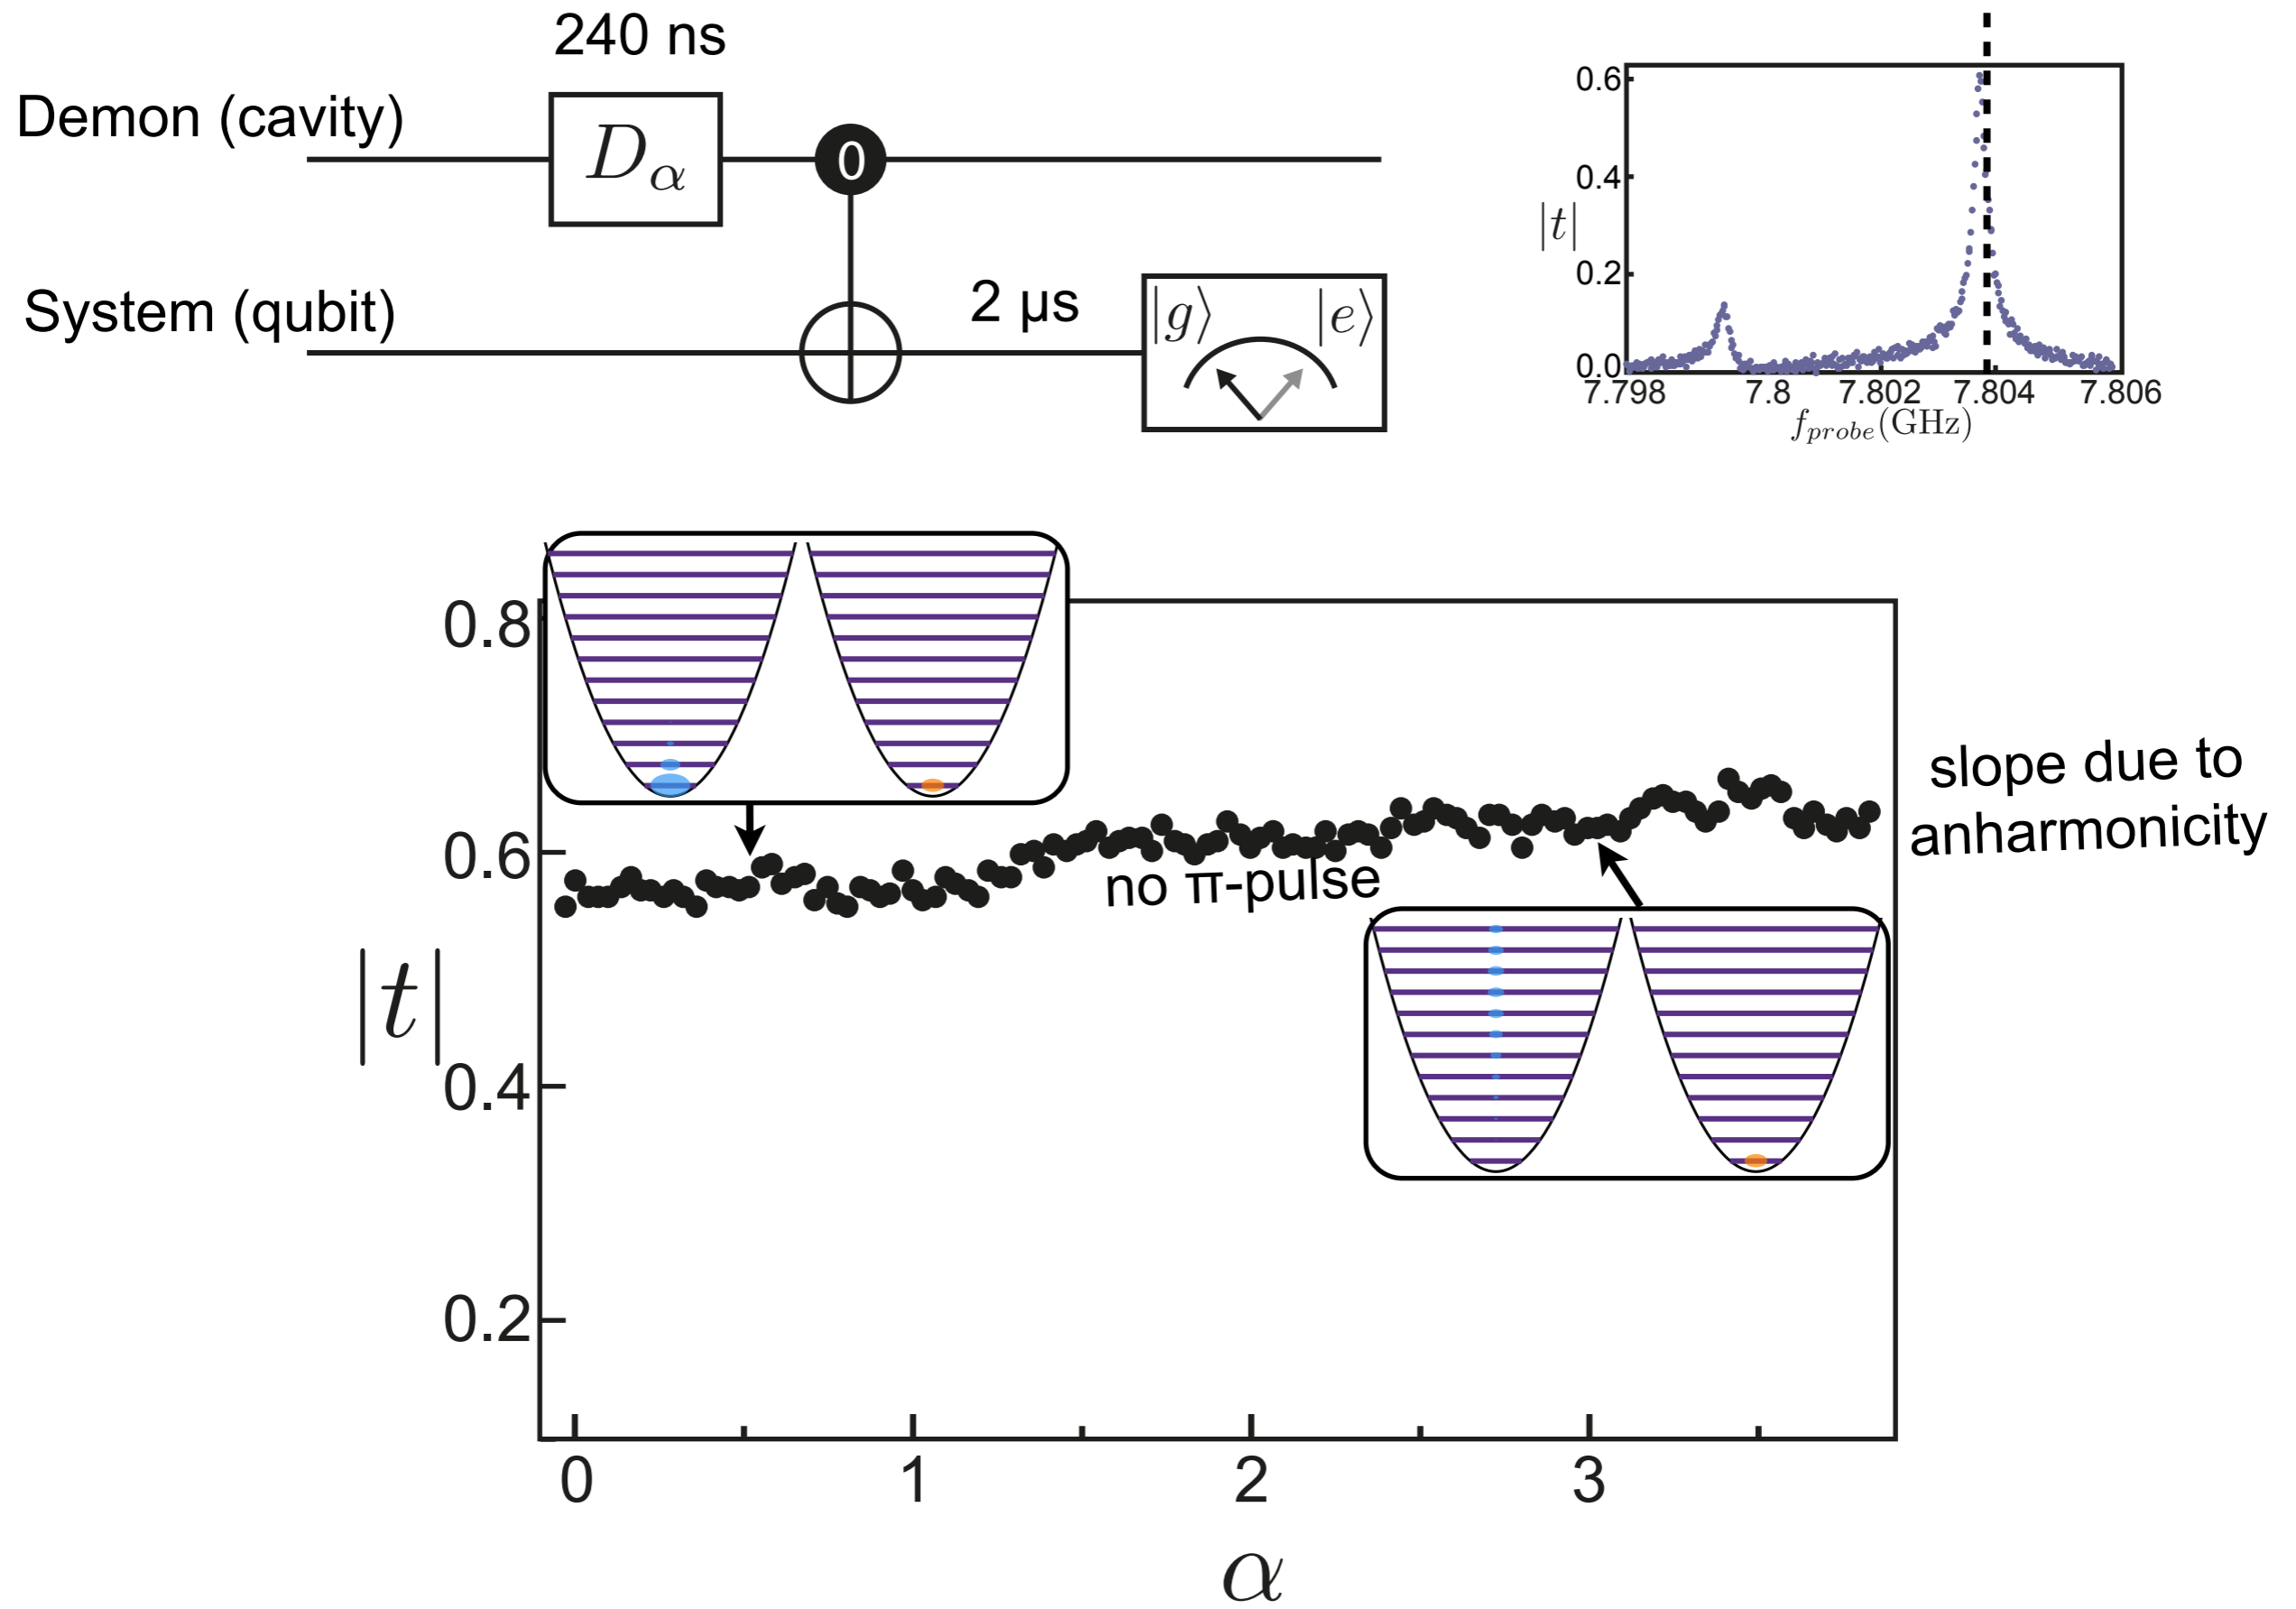 240 ns
Demon (cavity)
Dα
0
System (qubit)
2 µs
|g⟩ |e⟩
0.6
0.4
|t|
0.2
0.0
7.798 7.8 7.802 7.804 7.806
fprobe(GHz)
0.8
slope due to
anharmonicity
0.6
no π-pulse
|t|
0.4
0.2
0 1 2 3
α